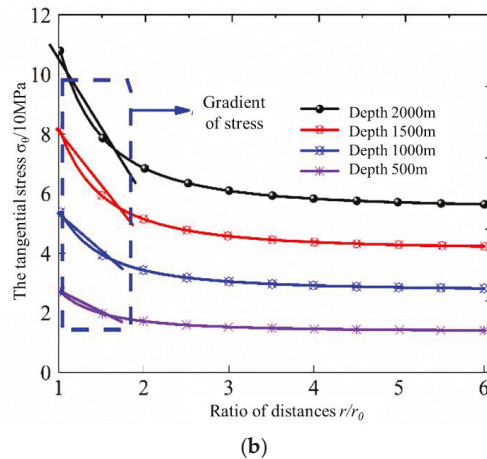 12
10
8
6
4
2
0
The tangential stress σθ/10MPa
Gradient
of stress
Depth 2000m
Depth 1500m
Depth 1000m
Depth 500m
1 2 3 4 5 6
Ratio of distances r/r0
(b)